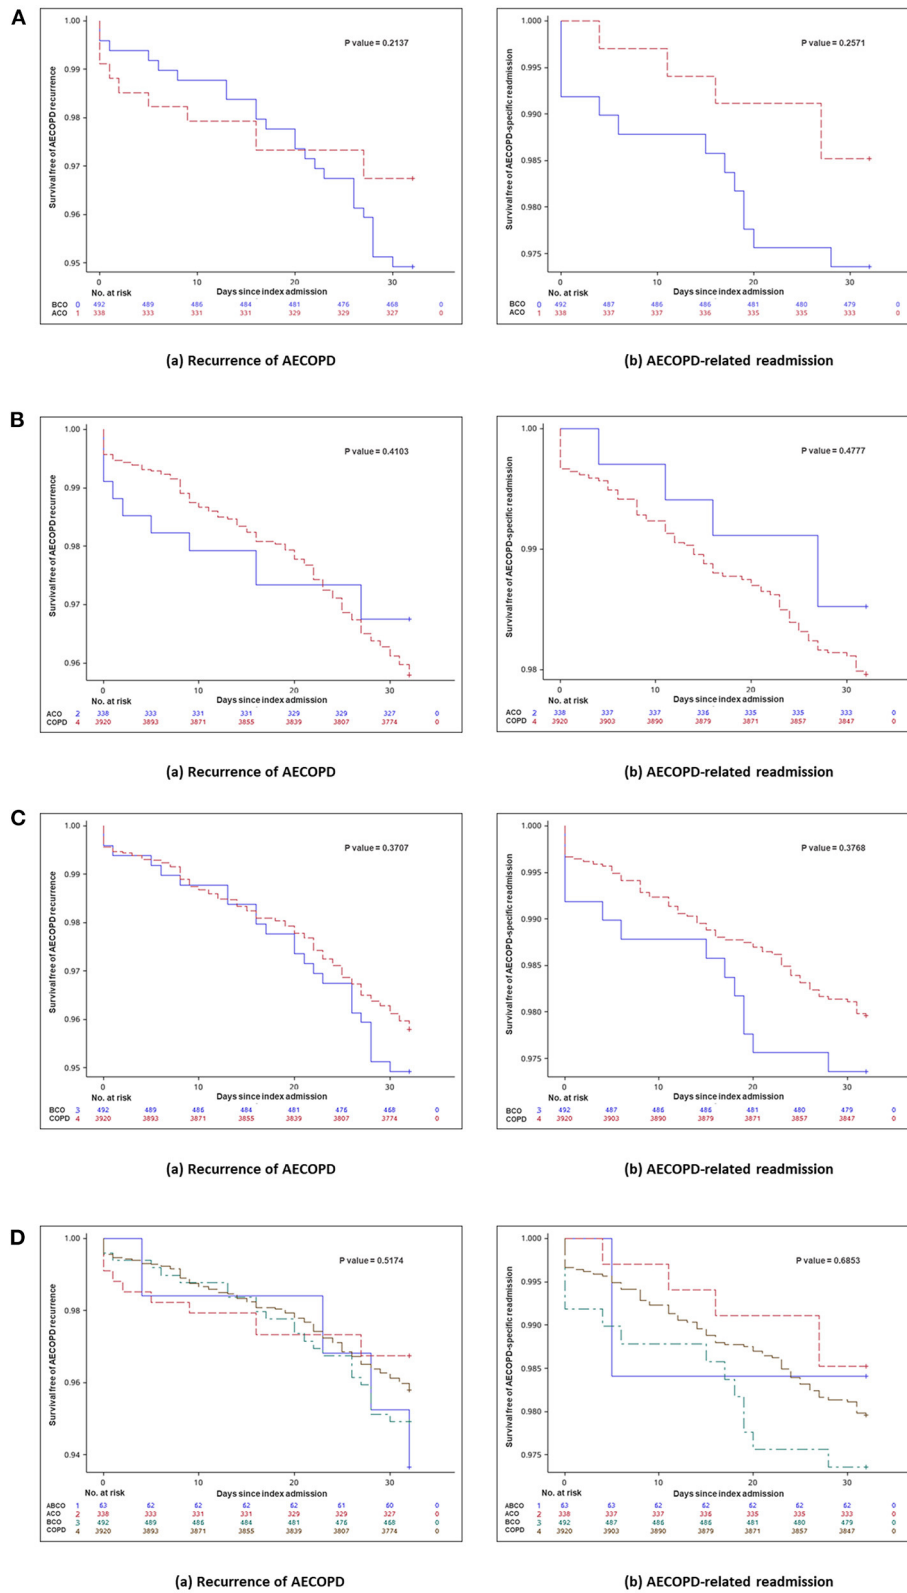 A
P value = 0.2137
Survival free of AECOPD recurrence
1.00
0.99
0.98
0.97
0.96
0.95
0 10 20 30
No. at risk Days since index admission
BCO 0 492 489 486 484 481 476 468 0
ACO 1 338 333 331 331 329 329 327 0
(a) Recurrence of AECOPD
P value = 0.2571
Survival free of AECOPD-specific readmission
1.000
0.995
0.990
0.985
0.980
0.975
0 10 20 30
No. at risk Days since index admission
BCO 0 492 487 486 486 481 480 479 0
ACO 1 338 337 337 336 335 335 333 0
(b) AECOPD-related readmission
B
P value = 0.4103
Survival free of AECOPD recurrence
1.00
0.99
0.98
0.97
0.96
0 10 20 30
No. at risk Days since index admission
ACO 2 338 333 331 331 329 329 327 0
COPD 4 3920 3893 3871 3855 3839 3807 3774 0
(a) Recurrence of AECOPD
P value = 0.4777
Survival free of AECOPD-specific readmission
1.00
0.99
0.98
0 10 20 30
No. at risk Days since index admission
ACO 2 338 337 337 336 335 335 333 0
COPD 4 3920 3903 3890 3879 3871 3857 3847 0
(b) AECOPD-related readmission
C
P value = 0.3707
Survival free of AECOPD recurrence
1.00
0.99
0.98
0.97
0.96
0.95
0 10 20 30
No. at risk Days since index admission
BCO 3 492 489 486 484 481 476 468 0
COPD 4 3920 3893 3871 3855 3839 3807 3774 0
(a) Recurrence of AECOPD
P value = 0.3768
Survival free of AECOPD-specific readmission
1.000
0.995
0.990
0.985
0.980
0.975
0 10 20 30
No. at risk Days since index admission
BCO 3 492 487 486 486 481 480 479 0
COPD 4 3920 3903 3890 3879 3871 3857 3847 0
(b) AECOPD-related readmission
D
P value = 0.5174
Survival free of AECOPD recurrence
1.00
0.98
0.96
0.94
0 10 20 30
No. at risk Days since index admission
ABCO 1 63 62 62 62 62 61 60 0
ACO 2 338 333 331 331 329 329 327 0
BCO 3 492 489 486 484 481 476 468 0
COPD 4 3920 3893 3871 3855 3839 3807 3774 0
(a) Recurrence of AECOPD
P value = 0.6853
Survival free of AECOPD-specific readmission
1.000
0.995
0.990
0.985
0.980
0.975
0 10 20 30
No. at risk Days since index admission
ABCO 1 63 63 62 62 62 62 62 0
ACO 2 338 337 337 336 335 335 333 0
BCO 3 492 487 486 486 481 480 479 0
COPD 4 3920 3903 3890 3879 3871 3857 3847 0
(b) AECOPD-related readmission